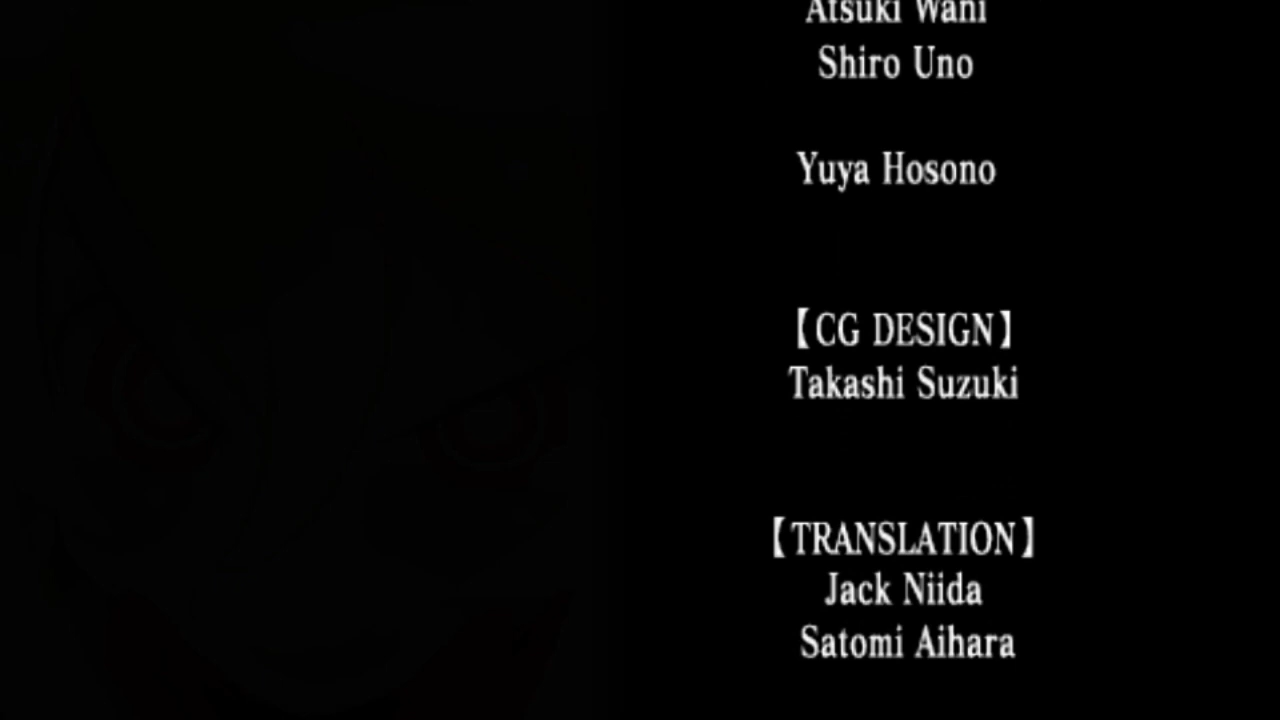 Atsuki Wani
Shiro Uno
Yuya Hosono
【CG DESIGN】
Takashi Suzuki
【TRANSLATION】
Jack Niida
Satomi Aihara